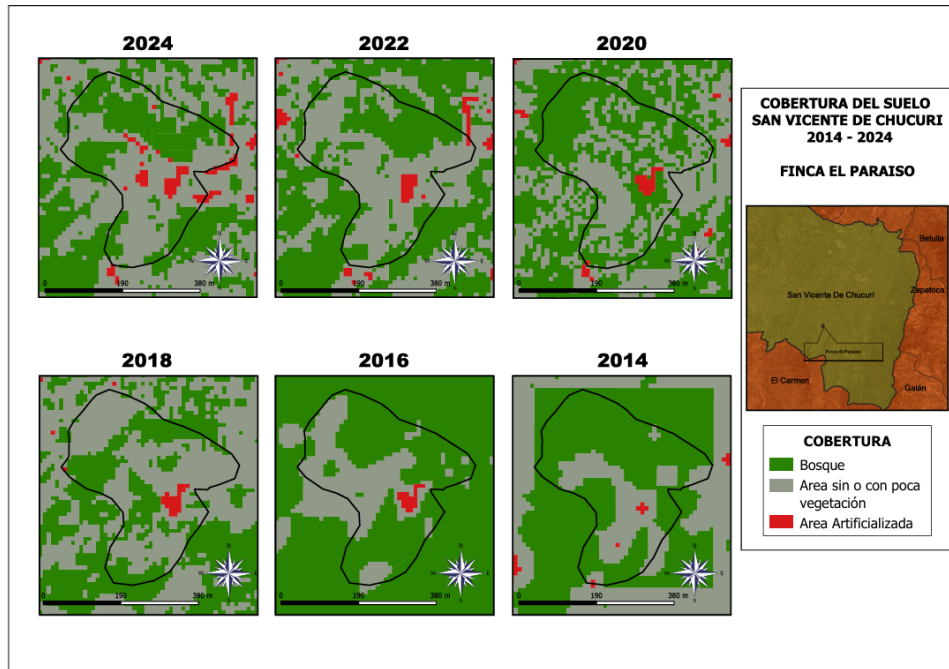 2024
2022
2020
0 190 380 m
0 190 380 m
0 190 380 m
2018
2016
2014
0 190 380 m
0 190 380 m
0 190 380 m
COBERTURA DEL SUELO
SAN VICENTE DE CHUCURI
2014 - 2024
FINCA EL PARAISO
Betulia
Zapatoca
San Vicente De Chucurí
Finca El Paraiso
El Carmen
Galán
COBERTURA
Bosque
Area sin o con poca
vegetación
Area Artificializada